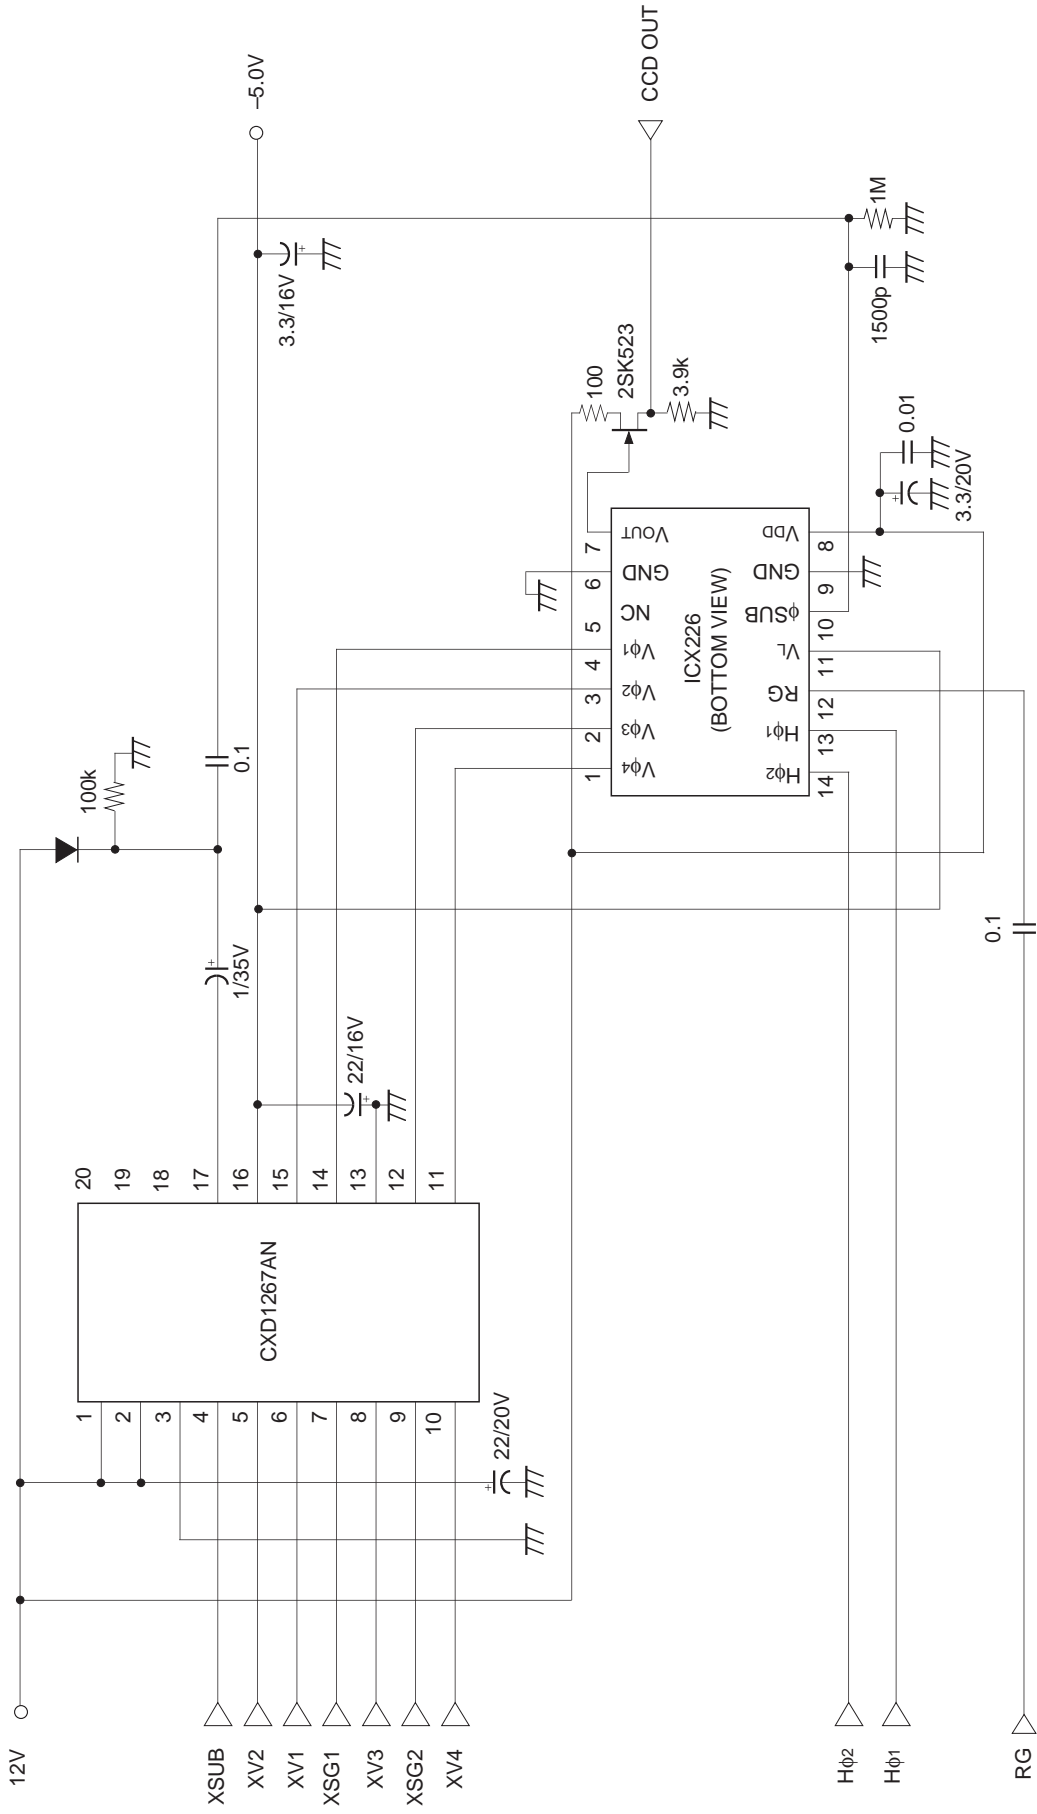 12V
XSUB
XV2
XV1
XSG1
XV3
XSG2
XV4
Hϕ2
Hϕ1
RG
22/20V
1
2
3
4
5
6
7
8
9
10
CXD1267AN
20
19
18
17
16
15
14
13
12
11
22/16V
1/35V
100k
0.1
0.1
–5.0V
3.3/16V
1
2
3
4
5
6
7
Vϕ4
Vϕ3
Vϕ2
Vϕ1
NC
GND
VOUT
ICX226
(BOTTOM VIEW)
Hϕ2
Hϕ1
RG
VL
ϕSUB
GND
VDD
14
13
12
11
10
9
8
100
2SK523
3.9k
CCD OUT
3.3/20V
0.01
1500p
1M
+
+
+
+
+